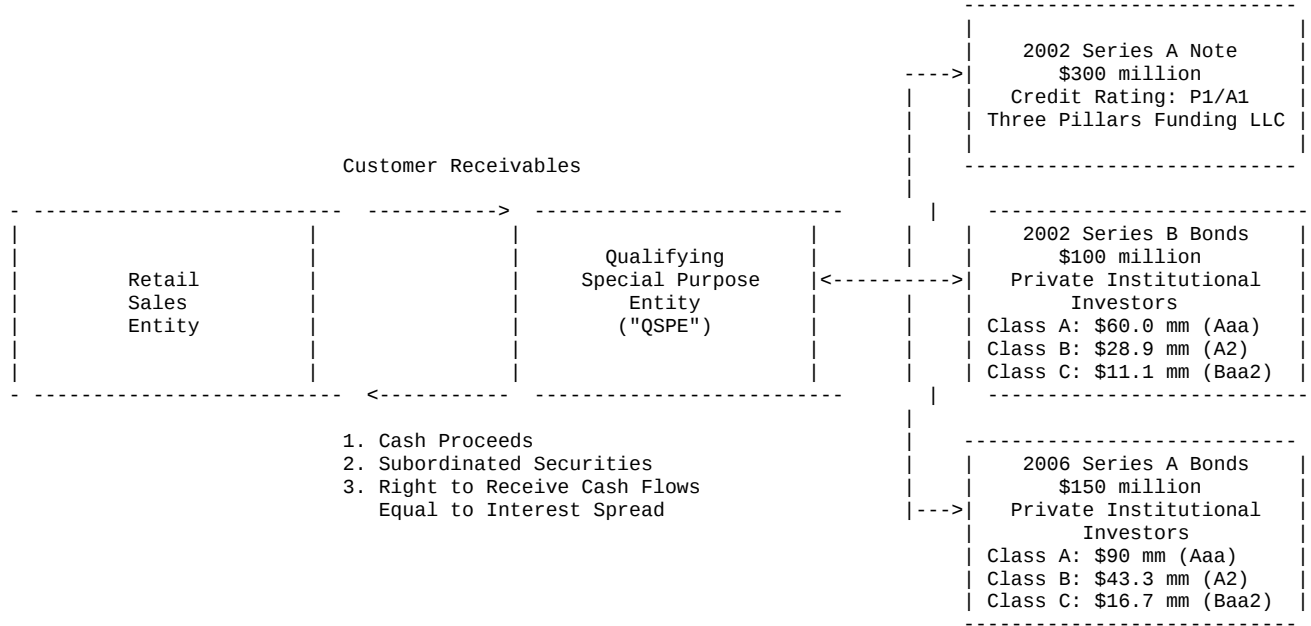 2002 Series A Note
$300 million
Credit Rating: P1/A1
Three Pillars Funding LLC
Customer Receivables
Retail
Sales
Entity
Qualifying
Special Purpose
Entity
("QSPE")
2002 Series B Bonds
$100 million
Private Institutional
Investors
Class A: $60.0 mm (Aaa)
Class B: $28.9 mm (A2)
Class C: $11.1 mm (Baa2)
1. Cash Proceeds
2. Subordinated Securities
3. Right to Receive Cash Flows
Equal to Interest Spread
2006 Series A Bonds
$150 million
Private Institutional
Investors
Class A: $90 mm (Aaa)
Class B: $43.3 mm (A2)
Class C: $16.7 mm (Baa2)